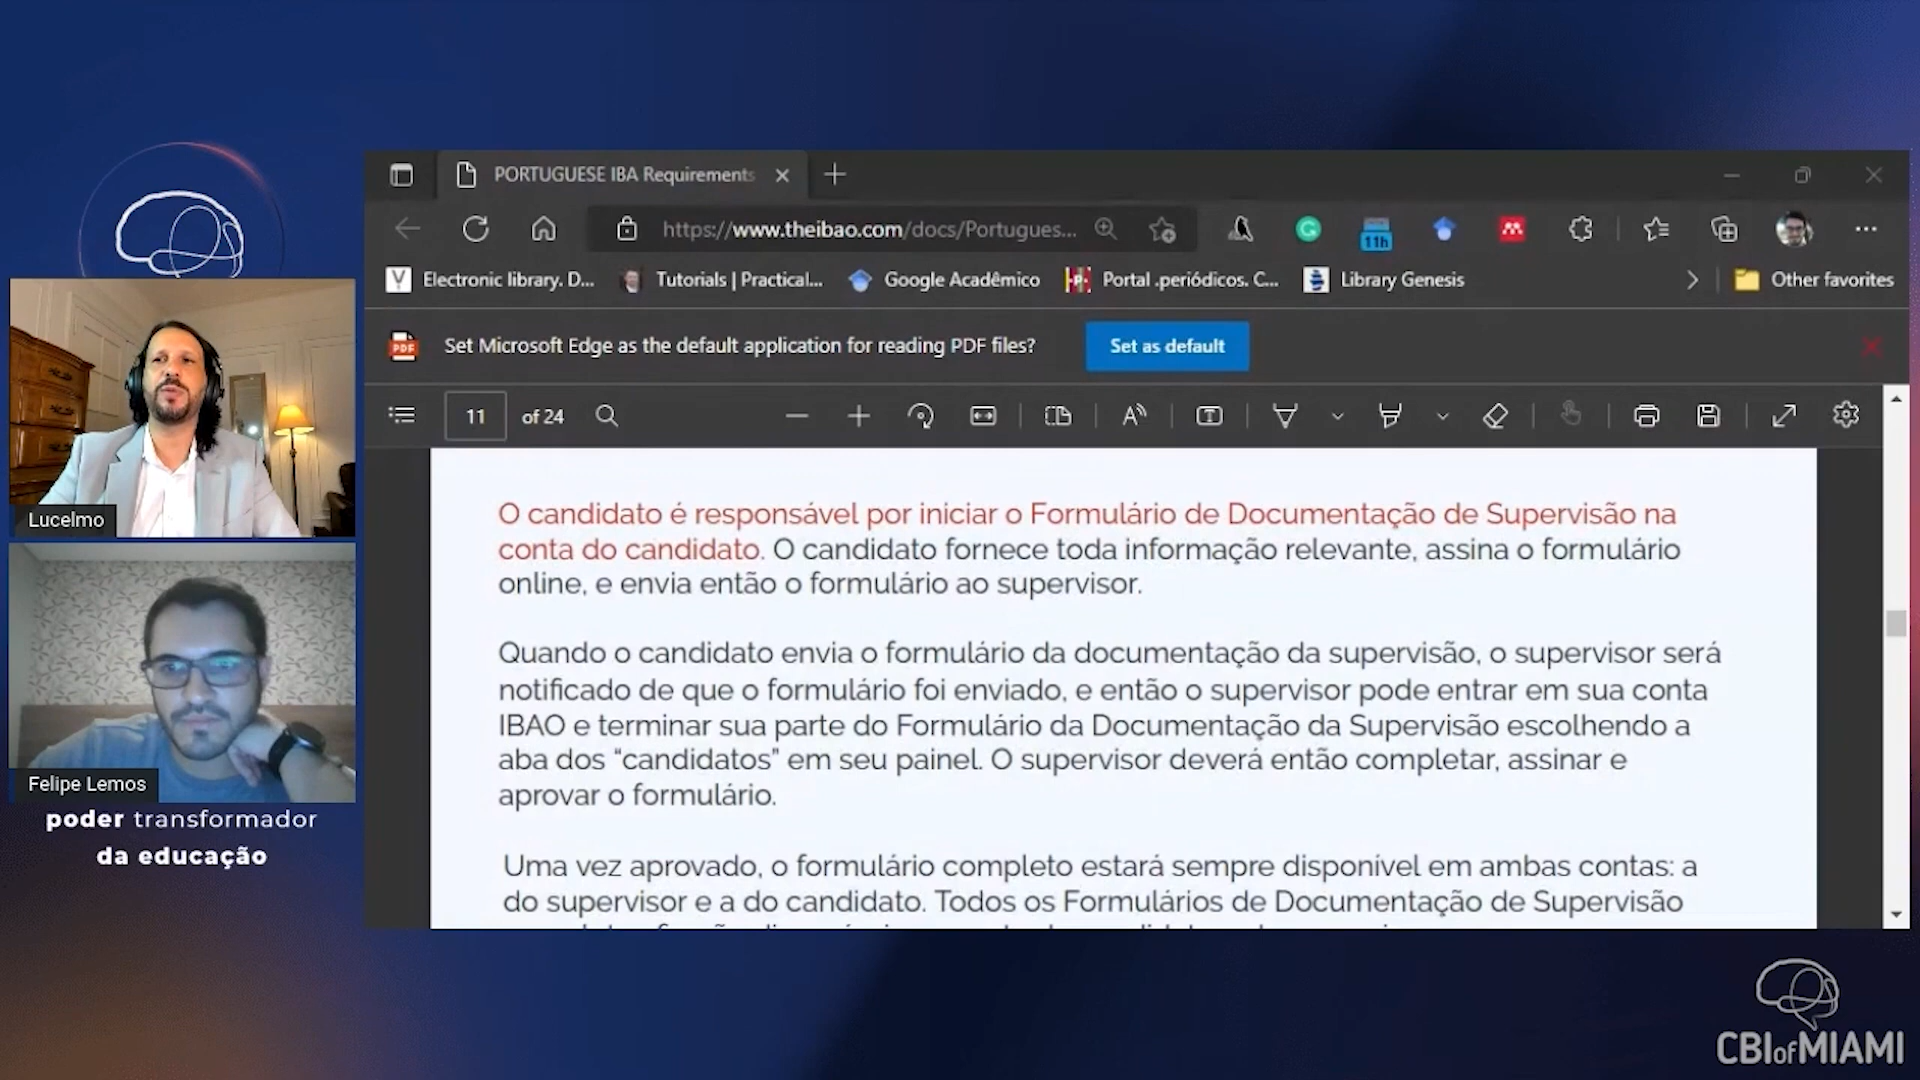 PORTUGUESE IBA Requirements
https://www.theibao.com/docs/Portugues...
11h
Electronic library. D...
Tutorials | Practical...
Google Acadêmico
Portal .periódicos. C...
Library Genesis
Other favorites
PDF
Set Microsoft Edge as the default application for reading PDF files?
Set as default
11 of 24
O candidato é responsável por iniciar o Formulário de Documentação de Supervisão na
conta do candidato. O candidato fornece toda informação relevante, assina o formulário
online, e envia então o formulário ao supervisor.
Quando o candidato envia o formulário da documentação da supervisão, o supervisor será
notificado de que o formulário foi enviado, e então o supervisor pode entrar em sua conta
IBAO e terminar sua parte do Formulário da Documentação da Supervisão escolhendo a
aba dos “candidatos” em seu painel. O supervisor deverá então completar, assinar e
aprovar o formulário.
Uma vez aprovado, o formulário completo estará sempre disponível em ambas contas: a
do supervisor e a do candidato. Todos os Formulários de Documentação de Supervisão
Lucelmo
Felipe Lemos
poder transformador
da educação
CBIofMIAMI